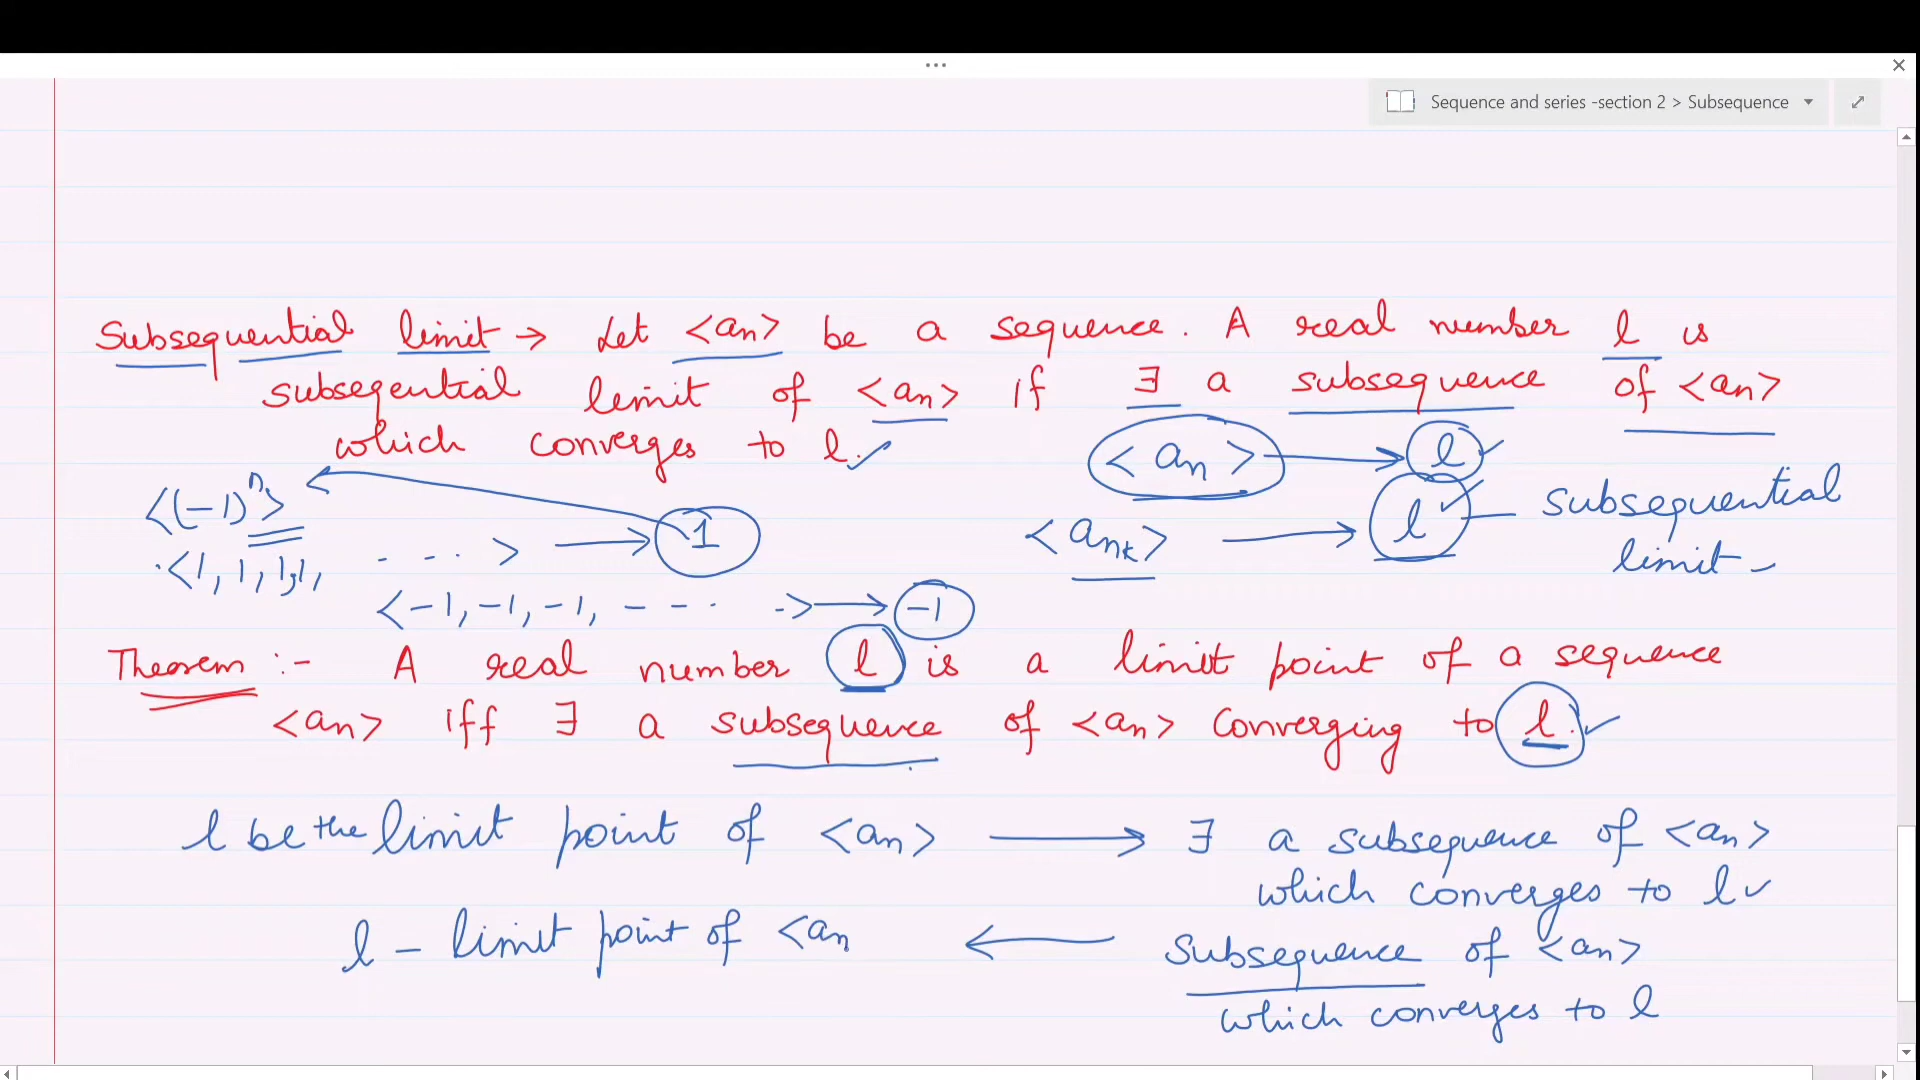 Sequence and series -section 2 > Subsequence
Subsequential limit → Let <an> be a sequence. A real number l is
subseqential limit of <an> if ∃ a subsequence of <an>
which converges to l.
<an> → l
<(-1)^n>
<ank> → l — subsequential
limit
<1, 1, 1, 1, - - - > → 1
<-1, -1, -1, - - - > → -1
Theorem :- A real number l is a limit point of a sequence
<an> iff ∃ a subsequence of <an> converging to l.
l be the limit point of <an> → ∃ a subsequence of <an>
which converges to l
l - limit point of <an ← Subsequence of <an>
which converges to l